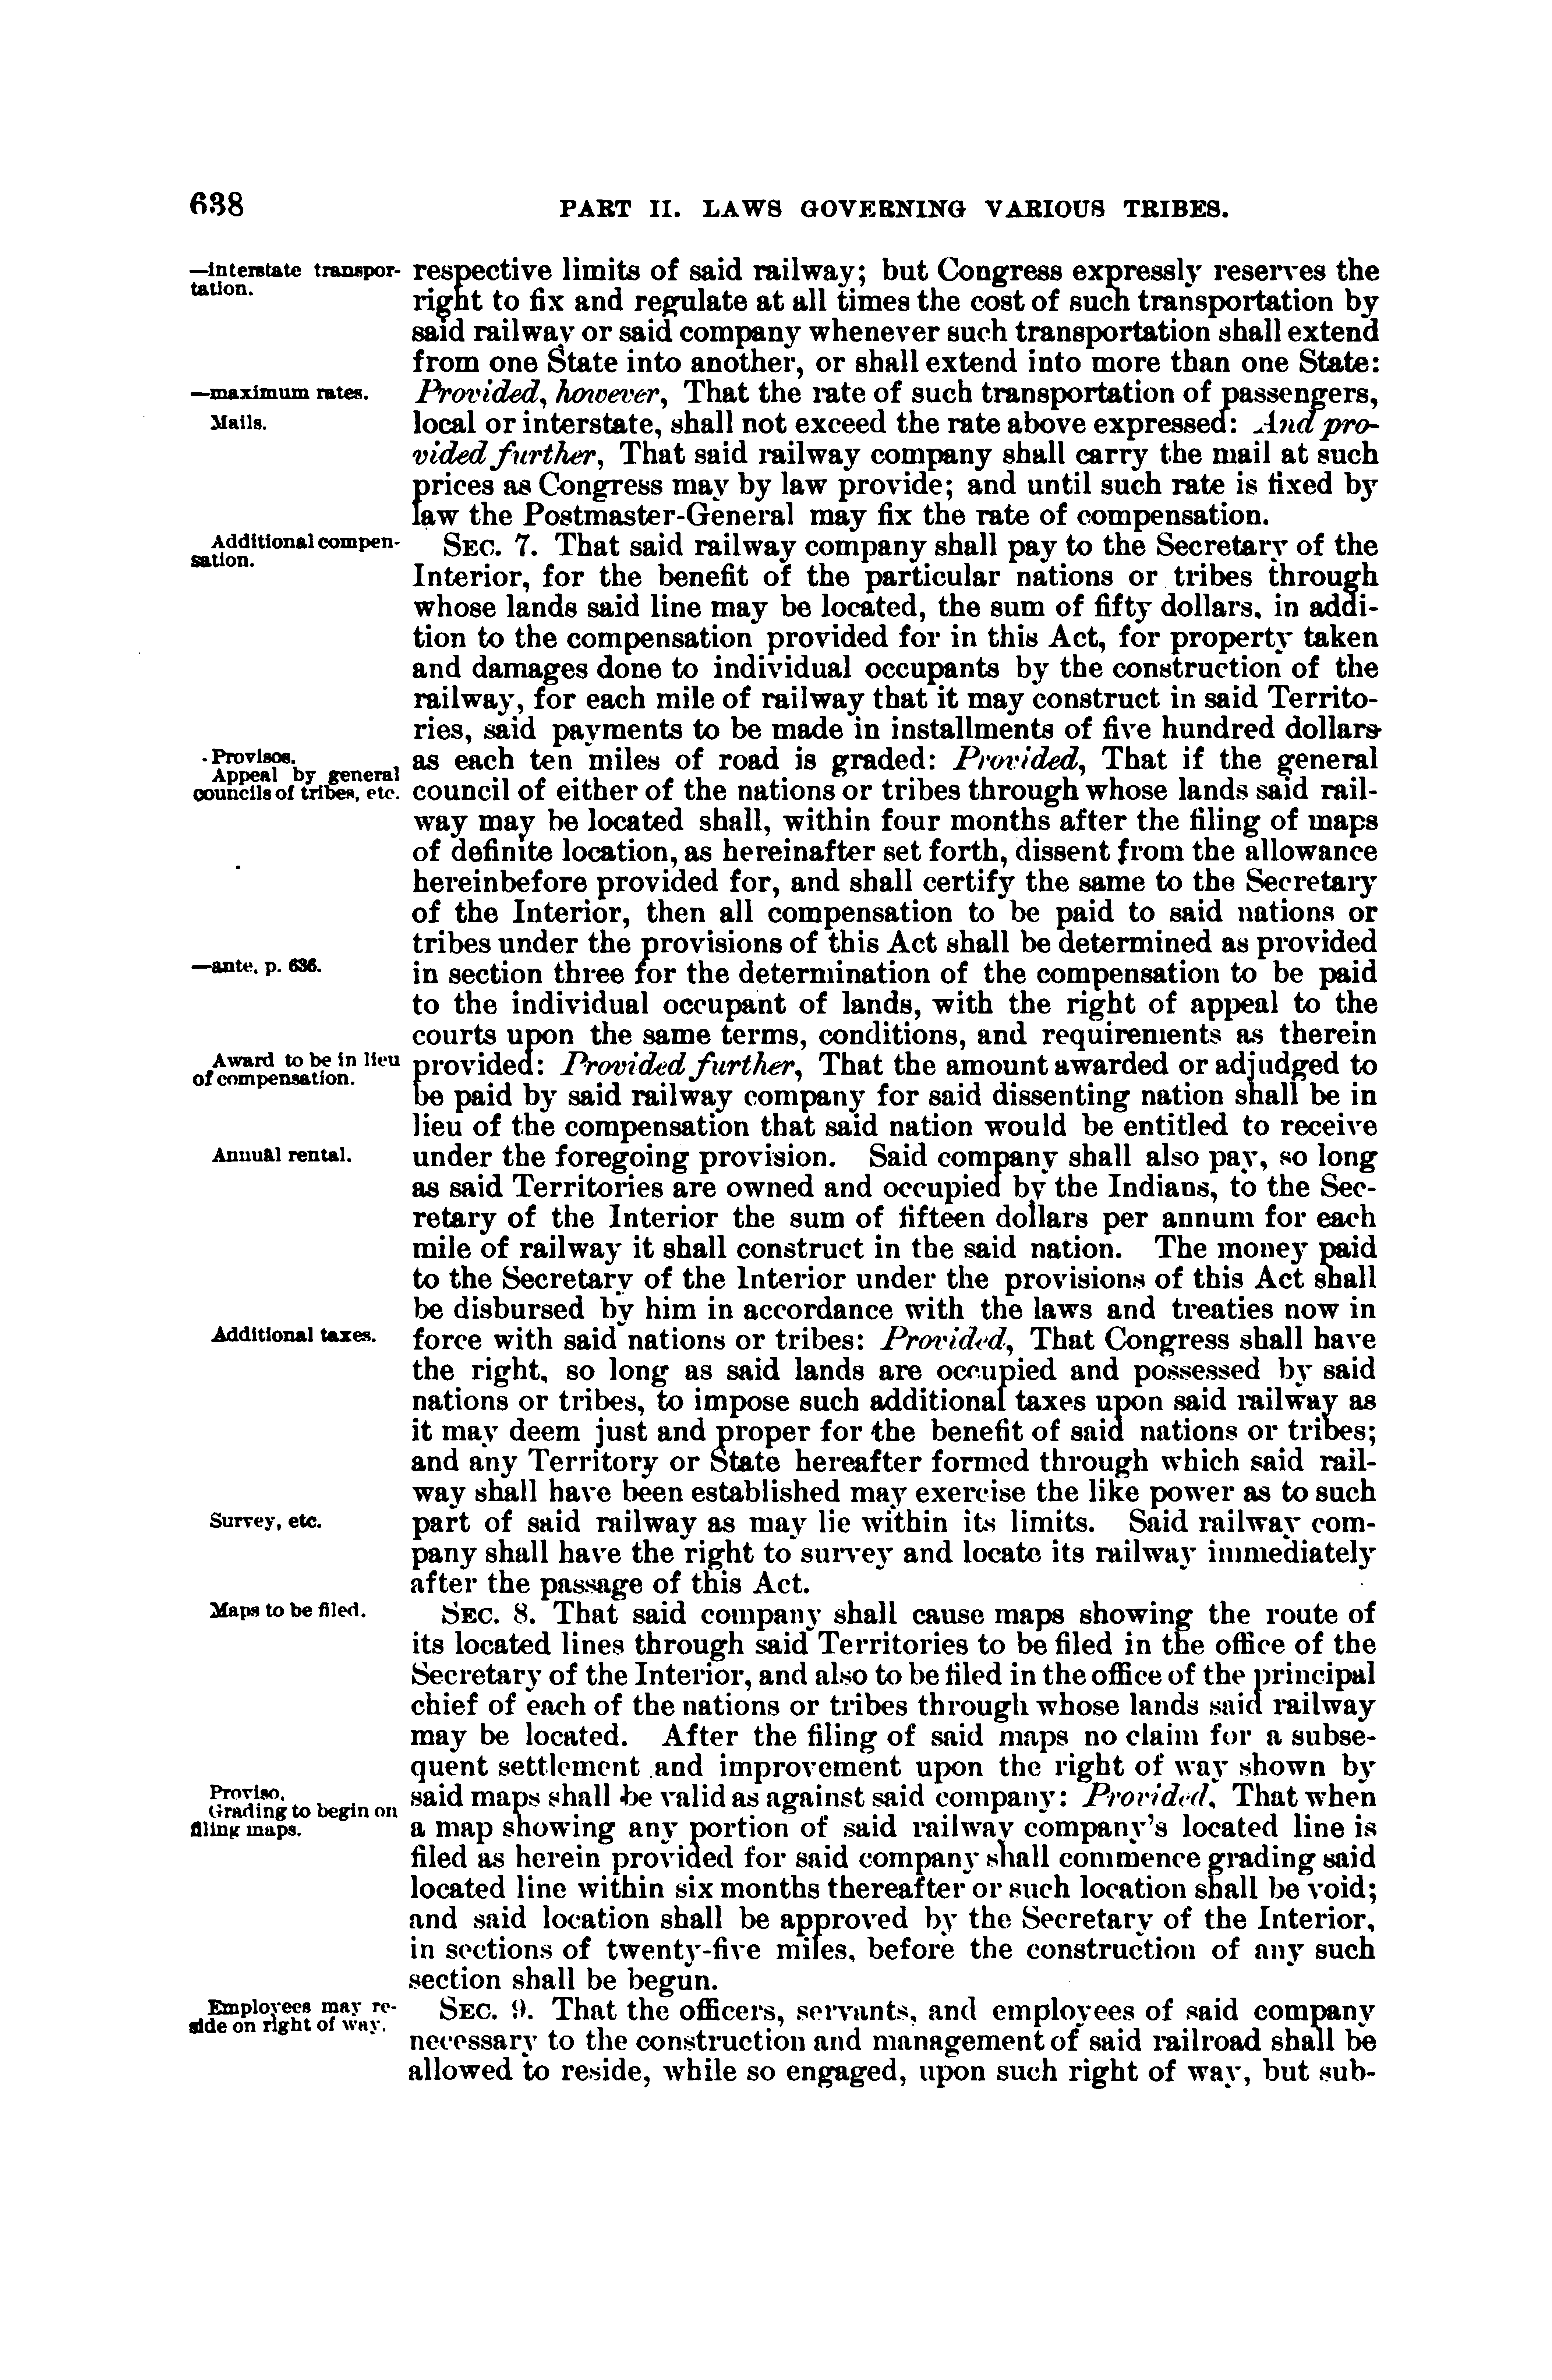 638
PART II. LAWS GOVERNING VARIOUS TRIBES.
—Interstate transpor-
tation.
respective limits of said railway; but Congress expressly reserves the
right to fix and regulate at all times the cost of such transportation by
said railway or said company whenever such transportation shall extend
from one State into another, or shall extend into more than one State:
—maximum rates.
Provided, however, That the rate of such transportation of passengers,
Mails.
local or interstate, shall not exceed the rate above expressed: And pro-
vided further, That said railway company shall carry the mail at such
prices as Congress may by law provide; and until such rate is fixed by
law the Postmaster-General may fix the rate of compensation.
Additional compen-
sation.
SEC. 7. That said railway company shall pay to the Secretary of the
Interior, for the benefit of the particular nations or tribes through
whose lands said line may be located, the sum of fifty dollars, in addi-
tion to the compensation provided for in this Act, for property taken
and damages done to individual occupants by the construction of the
railway, for each mile of railway that it may construct in said Territo-
ries, said payments to be made in installments of five hundred dollars
Provisos.
Appeal by general
councils of tribes, etc.
as each ten miles of road is graded: Provided, That if the general
council of either of the nations or tribes through whose lands said rail-
way may be located shall, within four months after the filing of maps
of definite location, as hereinafter set forth, dissent from the allowance
hereinbefore provided for, and shall certify the same to the Secretary
of the Interior, then all compensation to be paid to said nations or
tribes under the provisions of this Act shall be determined as provided
—ante, p. 636.
in section three for the determination of the compensation to be paid
to the individual occupant of lands, with the right of appeal to the
courts upon the same terms, conditions, and requirements as therein
Award to be in lieu
of compensation.
provided: Provided further, That the amount awarded or adjudged to
be paid by said railway company for said dissenting nation shall be in
lieu of the compensation that said nation would be entitled to receive
Annual rental.
under the foregoing provision. Said company shall also pay, so long
as said Territories are owned and occupied by the Indians, to the Sec-
retary of the Interior the sum of fifteen dollars per annum for each
mile of railway it shall construct in the said nation. The money paid
to the Secretary of the Interior under the provisions of this Act shall
be disbursed by him in accordance with the laws and treaties now in
Additional taxes.
force with said nations or tribes: Provided, That Congress shall have
the right, so long as said lands are occupied and possessed by said
nations or tribes, to impose such additional taxes upon said railway as
it may deem just and proper for the benefit of said nations or tribes;
and any Territory or State hereafter formed through which said rail-
way shall have been established may exercise the like power as to such
Survey, etc.
part of said railway as may lie within its limits. Said railway com-
pany shall have the right to survey and locate its railway immediately
after the passage of this Act.
Maps to be filed.
SEC. 8. That said company shall cause maps showing the route of
its located lines through said Territories to be filed in the office of the
Secretary of the Interior, and also to be filed in the office of the principal
chief of each of the nations or tribes through whose lands said railway
may be located. After the filing of said maps no claim for a subse-
quent settlement and improvement upon the right of way shown by
Proviso.
Grading to begin on
filing maps.
said maps shall be valid as against said company: Provided, That when
a map showing any portion of said railway company's located line is
filed as herein provided for said company shall commence grading said
located line within six months thereafter or such location shall be void;
and said location shall be approved by the Secretary of the Interior,
in sections of twenty-five miles, before the construction of any such
section shall be begun.
Employees may re-
side on right of way.
SEC. 9. That the officers, servants, and employees of said company
necessary to the construction and management of said railroad shall be
allowed to reside, while so engaged, upon such right of way, but sub-